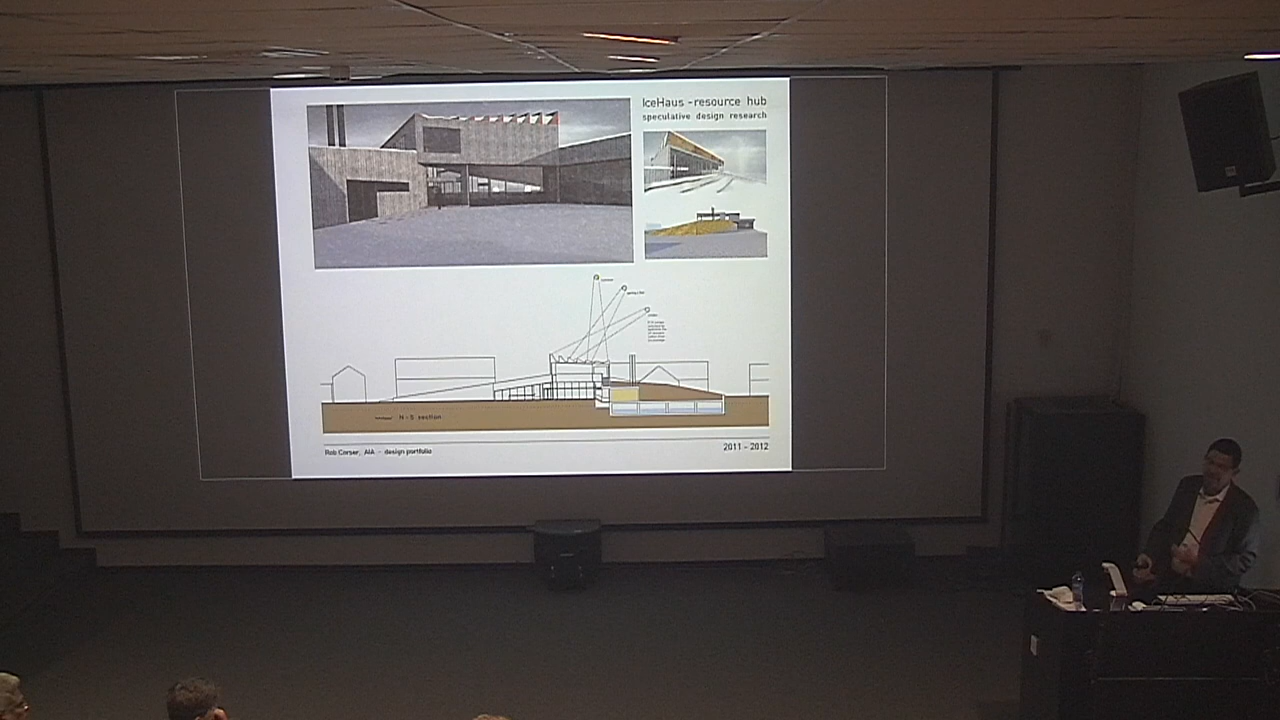 IceHaus - resource hub
speculative design research
N - S section
Rob Corser, AIA - design portfolio
2011 - 2012